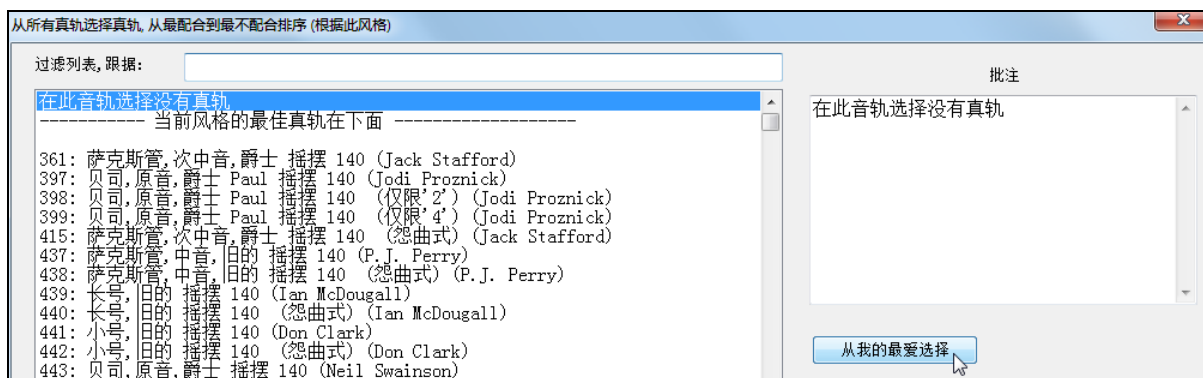 从所有真轨选择真轨,从最配合到最不配合排序 (根据此风格)
过滤列表,跟据:
批注
在此音轨选择没有真轨
----------- 当前风格的最佳真轨在下面 -------------------
361: 萨克斯管,次中音,爵士 摇摆 140 (Jack Stafford)
397: 贝司,原音,爵士 Paul 摇摆 140 (Jodi Proznick)
398: 贝司,原音,爵士 Paul 摇摆 140 (仅限'2') (Jodi Proznick)
399: 贝司,原音,爵士 Paul 摇摆 140 (仅限'4') (Jodi Proznick)
415: 萨克斯管,次中音,爵士 摇摆 140 (怨曲式) (Jack Stafford)
437: 萨克斯管,中音,旧的 摇摆 140 (P.J. Perry)
438: 萨克斯管,中音,旧的 摇摆 140 (怨曲式) (P.J. Perry)
439: 长号,旧的 摇摆 140 (Ian McDougall)
440: 长号,旧的 摇摆 140 (怨曲式) (Ian McDougall)
441: 小号,旧的 摇摆 140 (Don Clark)
442: 小号,旧的 摇摆 140 (怨曲式) (Don Clark)
443: 贝司,原音,爵士 摇摆 140 (Neil Swainson)
在此音轨选择没有真轨
从我的最爱选择